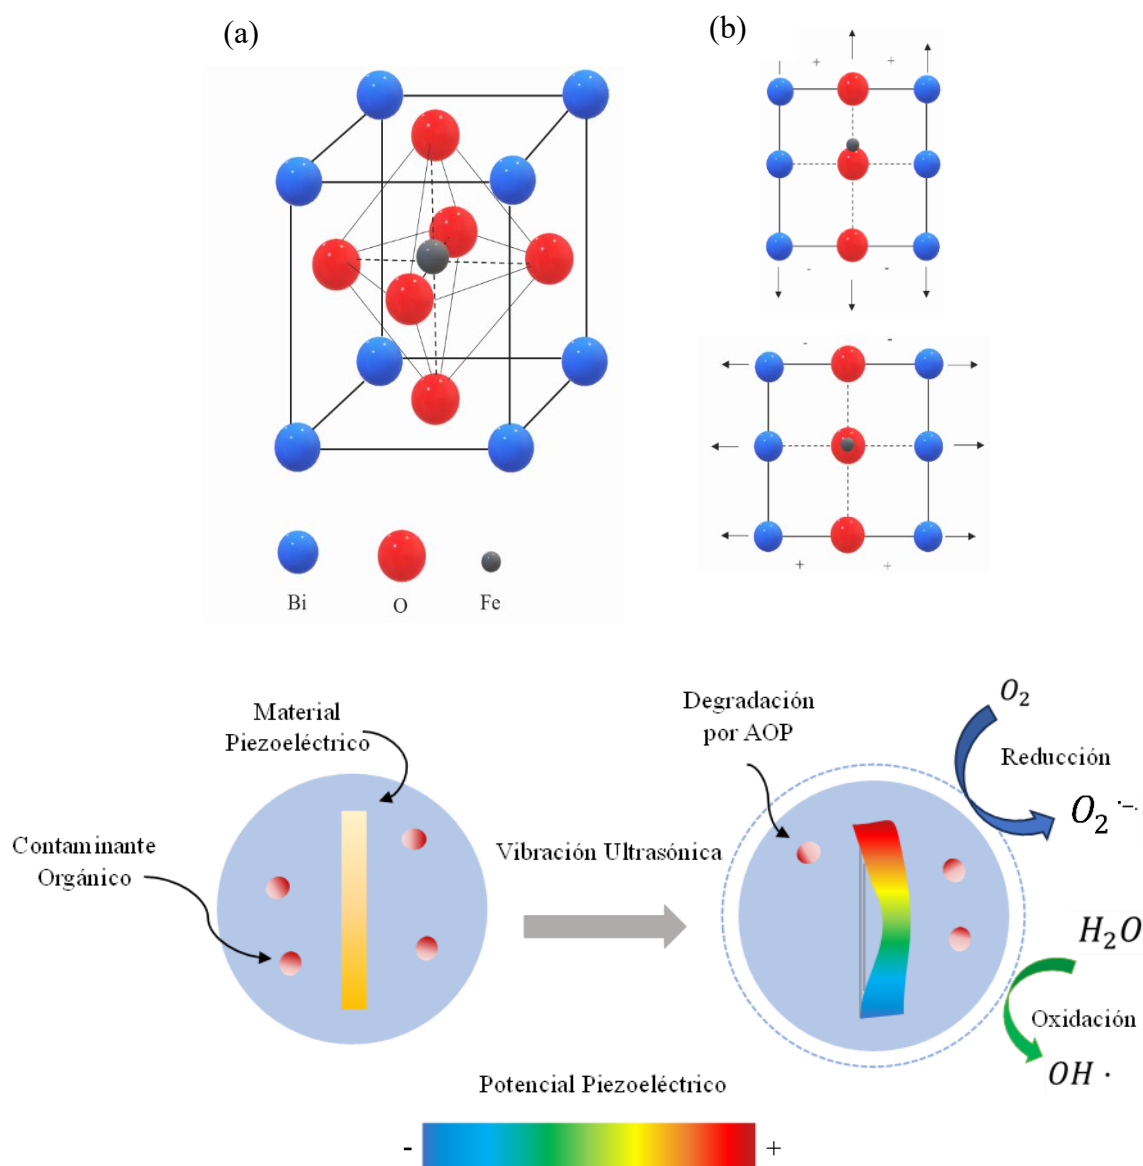 (a)
(b)
+ +
- -
Bi
O
Fe
- -
+ +
Material
Piezoeléctrico
Contaminante
Orgánico
Vibración Ultrasónica
Degradación
por AOP
O₂
Reducción
O₂ ·−·
H₂O
Oxidación
OH ·
Potencial Piezoeléctrico
- +